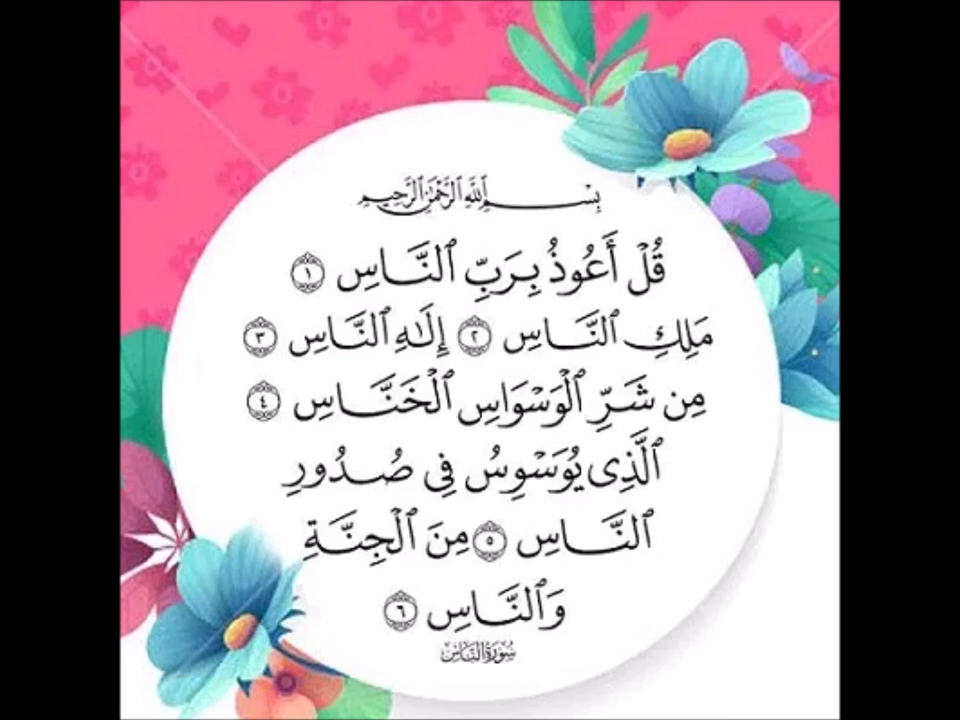 بِسْمِ ٱللَّهِ ٱلرَّحْمَٰنِ ٱلرَّحِيمِ
قُلْ أَعُوذُ بِرَبِّ ٱلنَّاسِ ١
مَلِكِ ٱلنَّاسِ ٢ إِلَٰهِ ٱلنَّاسِ ٣
مِن شَرِّ ٱلْوَسْوَاسِ ٱلْخَنَّاسِ ٤
ٱلَّذِى يُوَسْوِسُ فِى صُدُورِ
ٱلنَّاسِ ٥ مِنَ ٱلْجِنَّةِ
وَٱلنَّاسِ ٦
سُورَةُ النَّاسِ